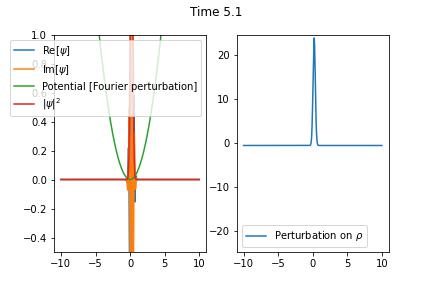 Time 5.1
1.0
0.8
0.6
0.4
0.2
0.0
−0.2
−0.4
−10 −5 0 5 10
Re[ψ]
Im[ψ]
Potential [Fourier perturbation]
|ψ|²
20
10
0
−10
−20
−10 −5 0 5 10
Perturbation on ρ